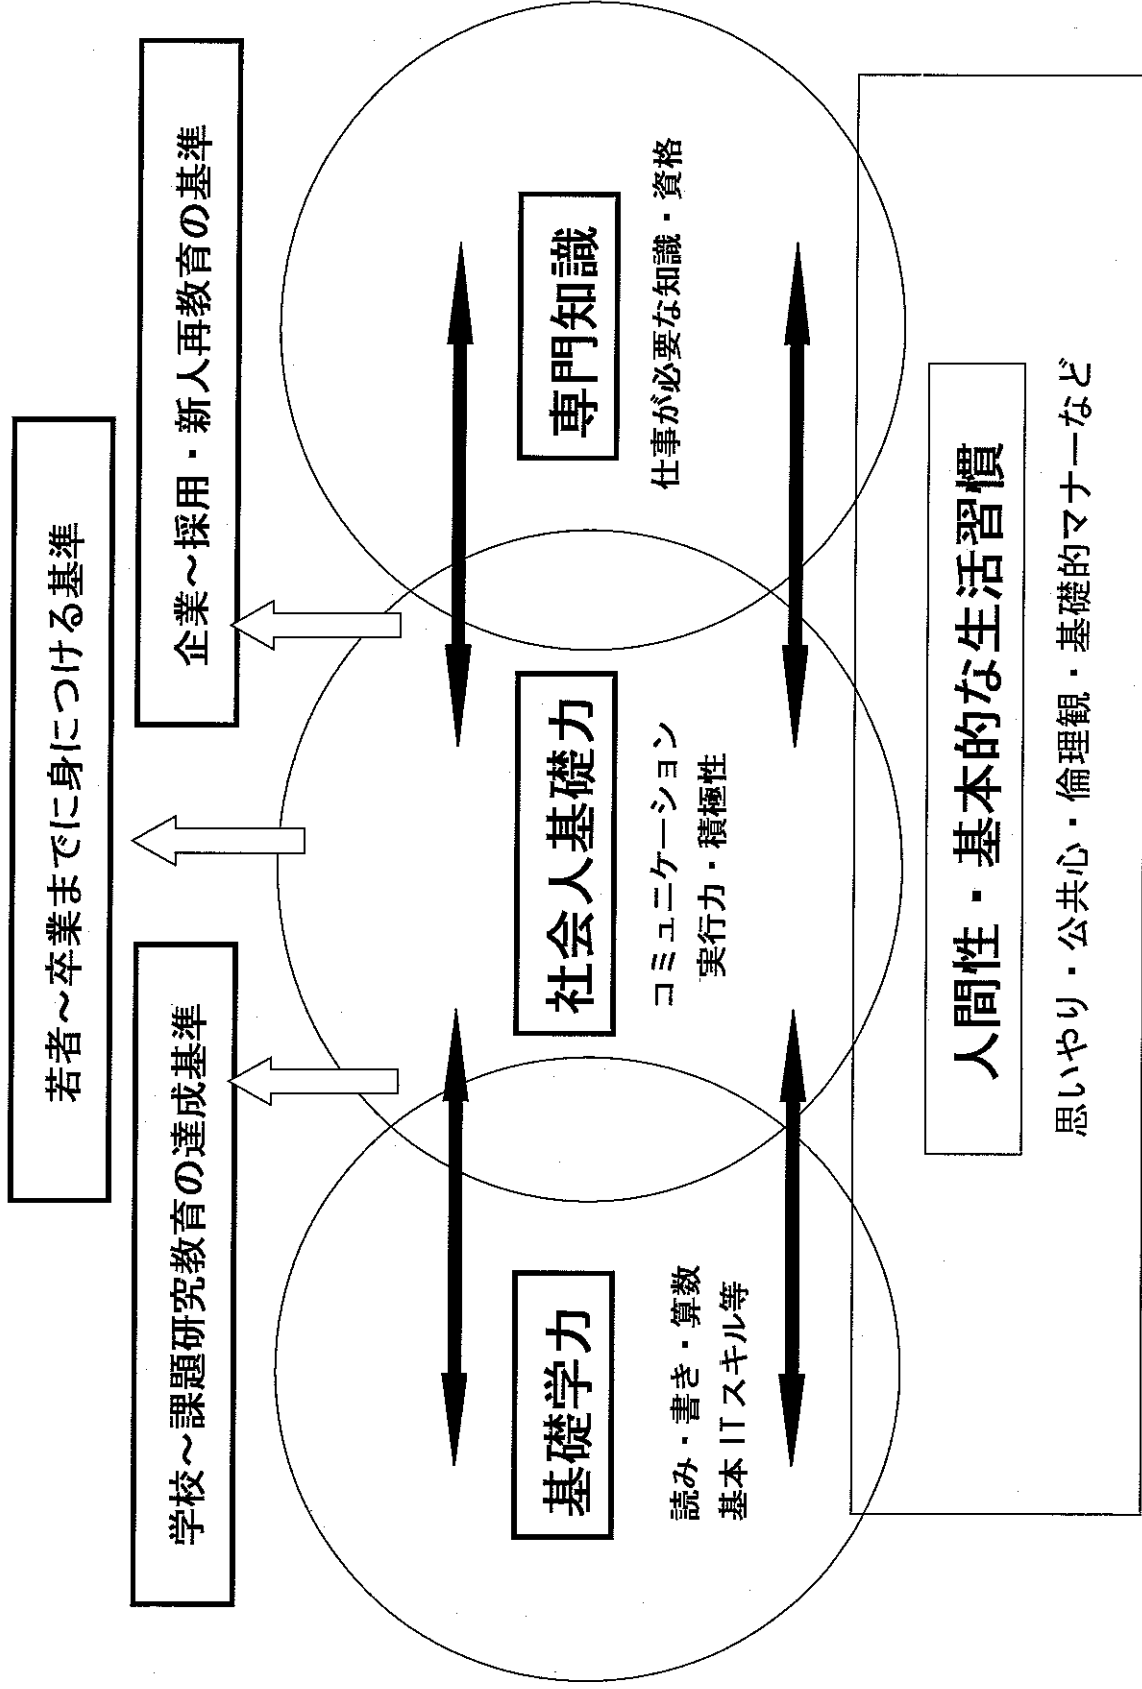 若者～卒業までに身につける基準
学校～課題研究教育の達成基準
企業～採用・新人再教育の基準
基礎学力
読み・書き・算数
基本ITスキル等
社会人基礎力
コミュニケーション
実行力・積極性
専門知識
仕事が必要な知識・資格
人間性・基本的な生活習慣
思いやり・公共心・倫理観・基礎的マナーなど